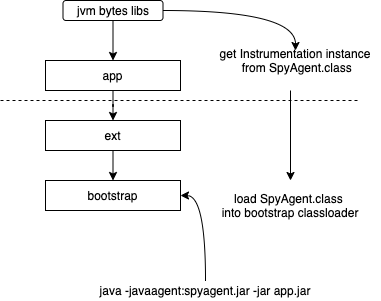 jvm bytes libs
get Instrumentation instance
from SpyAgent.class
app
ext
bootstrap
load SpyAgent.class
into bootstrap classloader
java -javaagent:spyagent.jar -jar app.jar